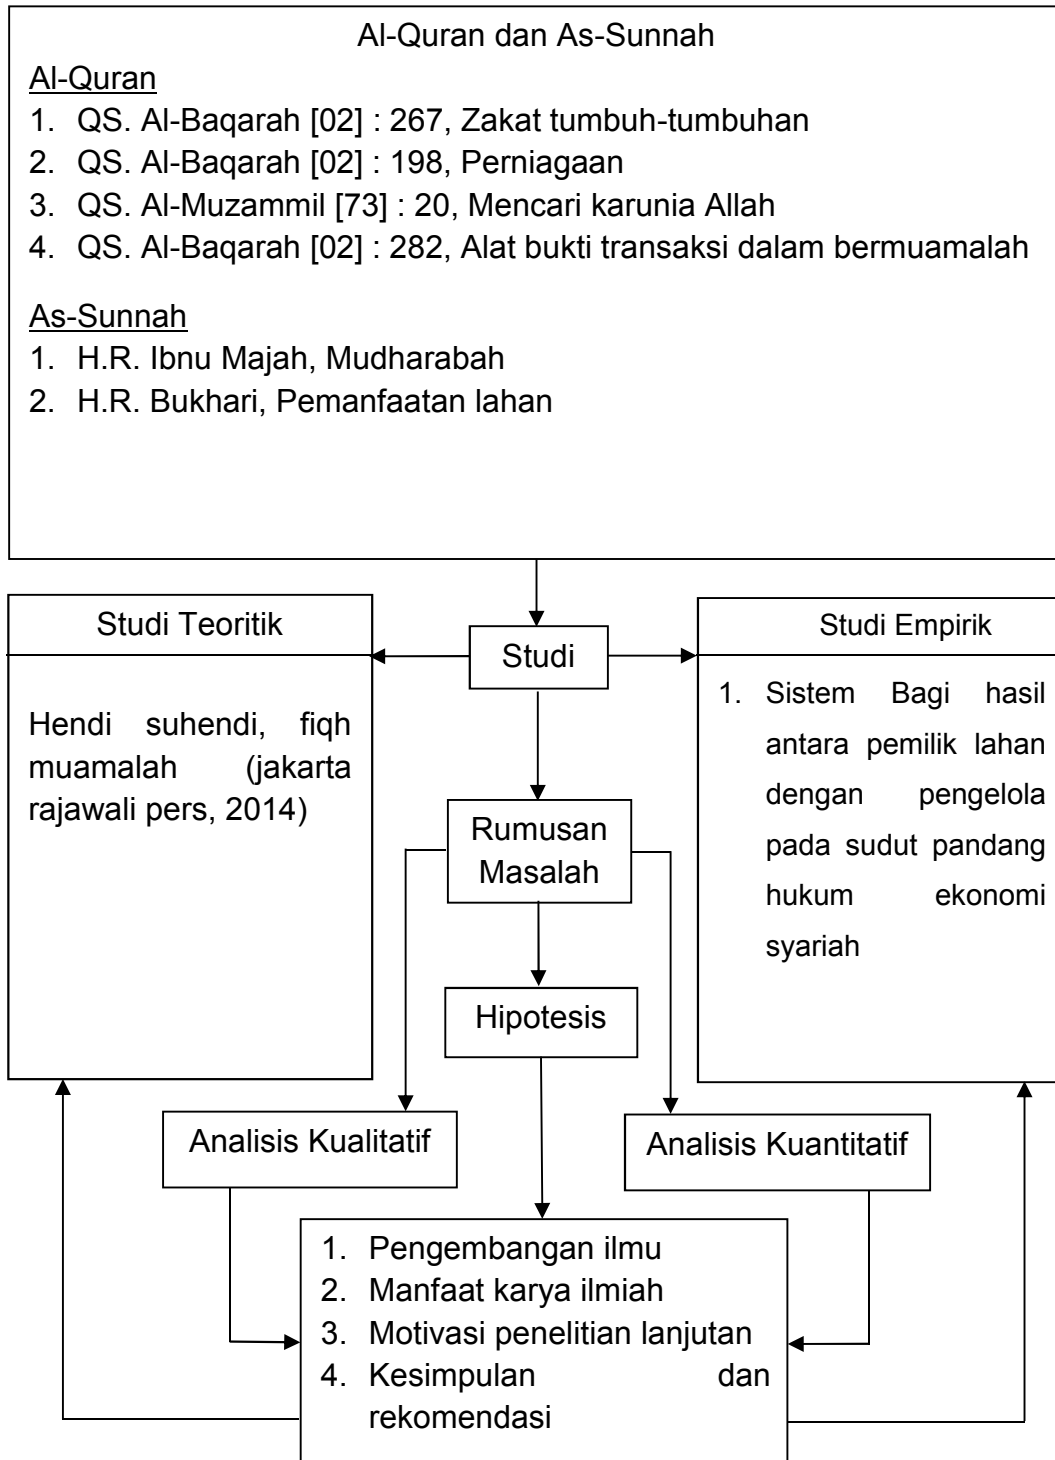 Al-Quran dan As-Sunnah
Al-Quran
1. QS. Al-Baqarah [02] : 267, Zakat tumbuh-tumbuhan
2. QS. Al-Baqarah [02] : 198, Perniagaan
3. QS. Al-Muzammil [73] : 20, Mencari karunia Allah
4. QS. Al-Baqarah [02] : 282, Alat bukti transaksi dalam bermuamalah
As-Sunnah
1. H.R. Ibnu Majah, Mudharabah
2. H.R. Bukhari, Pemanfaatan lahan
Studi Teoritik
Hendi suhendi, fiqh
muamalah (jakarta
rajawali pers, 2014)
Studi
Studi Empirik
1. Sistem Bagi hasil
antara pemilik lahan
dengan pengelola
pada sudut pandang
hukum ekonomi
syariah
Rumusan
Masalah
Hipotesis
Analisis Kualitatif
Analisis Kuantitatif
1. Pengembangan ilmu
2. Manfaat karya ilmiah
3. Motivasi penelitian lanjutan
4. Kesimpulan dan
rekomendasi